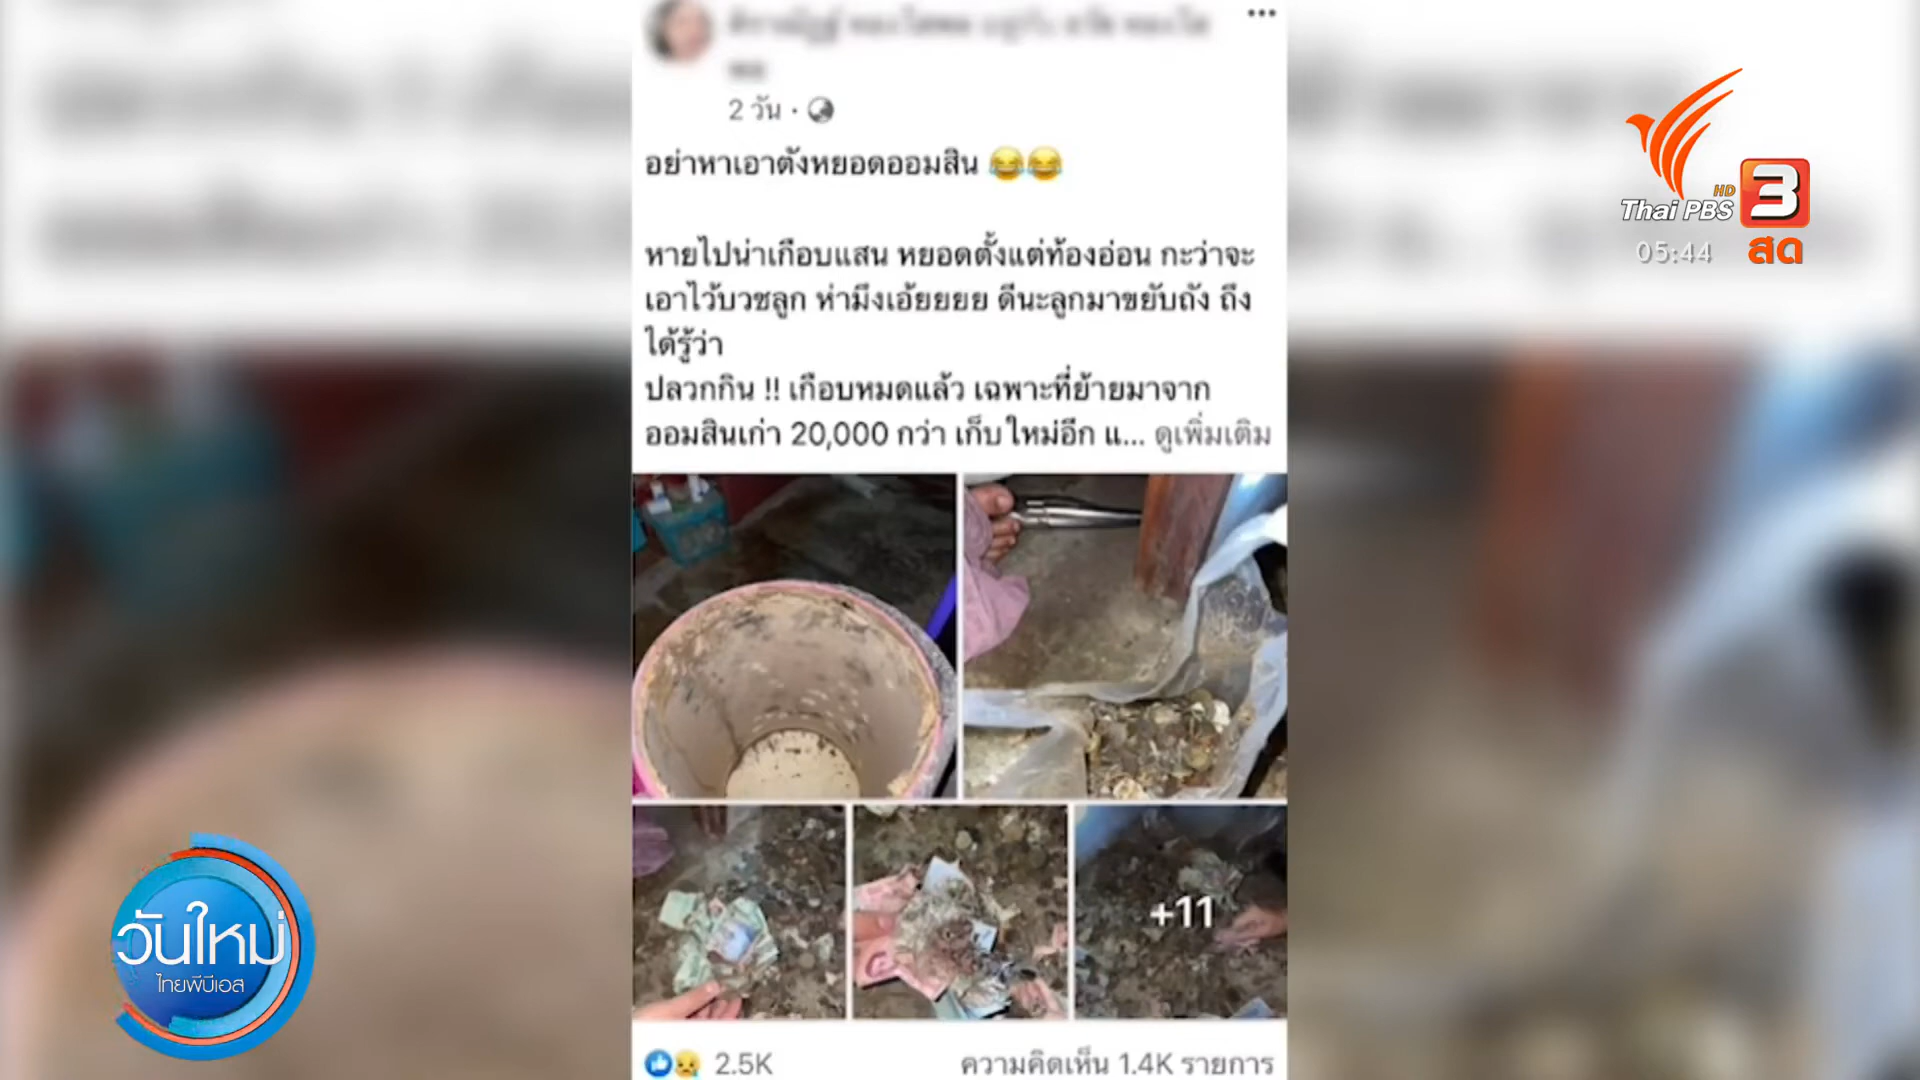 2 วัน ·
อย่าหาเอาตังหยอดออมสิน 😂😂
หายไปน่าเกือบแสน หยอดตั้งแต่ท้องอ่อน กะว่าจะ
เอาไว้บวชลูก ห่ามึงเอ้ยยยย ดีนะลูกมาขยับถัง ถึง
ได้รู้ว่า
ปลวกกิน !! เกือบหมดแล้ว เฉพาะที่ย้ายมาจาก
ออมสินเก่า 20,000 กว่า เก็บใหม่อีก แ... ดูเพิ่มเติม
+11
2.5K
ความคิดเห็น 1.4K รายการ
Thai PBS HD 3
05:44 สด
วันใหม่
ไทยพีบีเอส